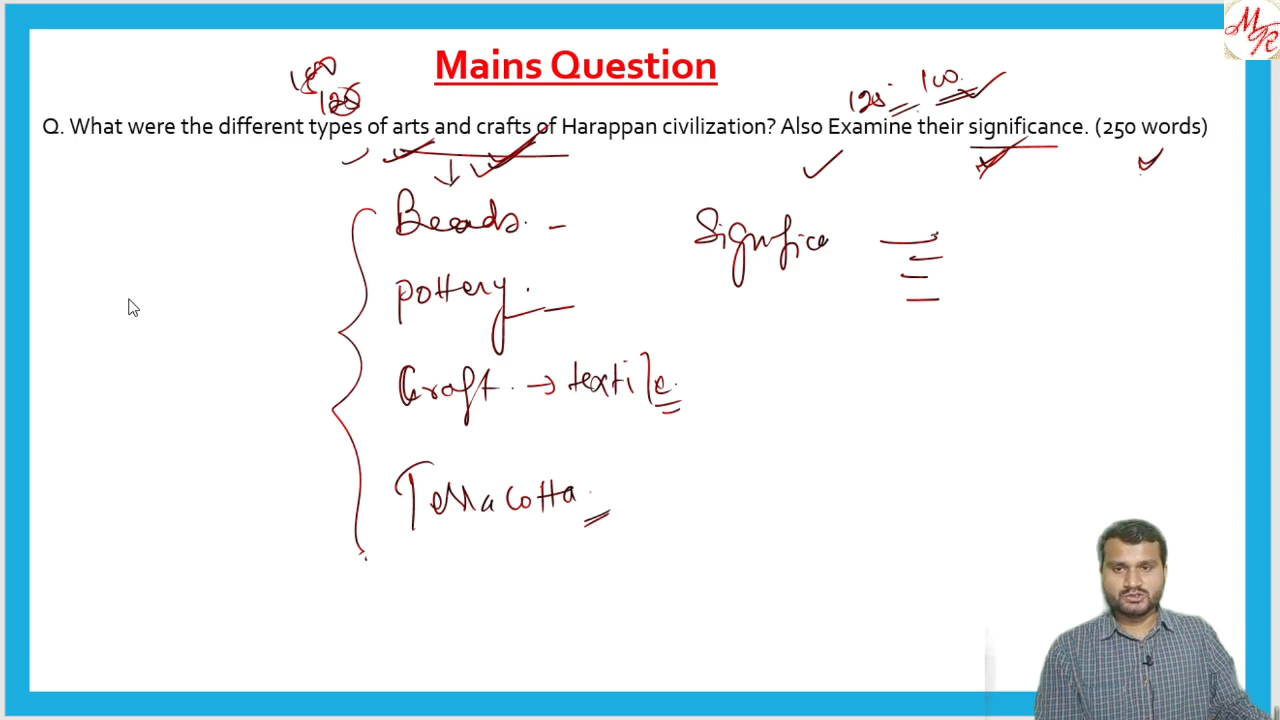 Mains Question
Q. What were the different types of arts and crafts of Harappan civilization? Also Examine their significance. (250 words)
Beads.
Pottery.
Craft. → textile.
Terracotta.